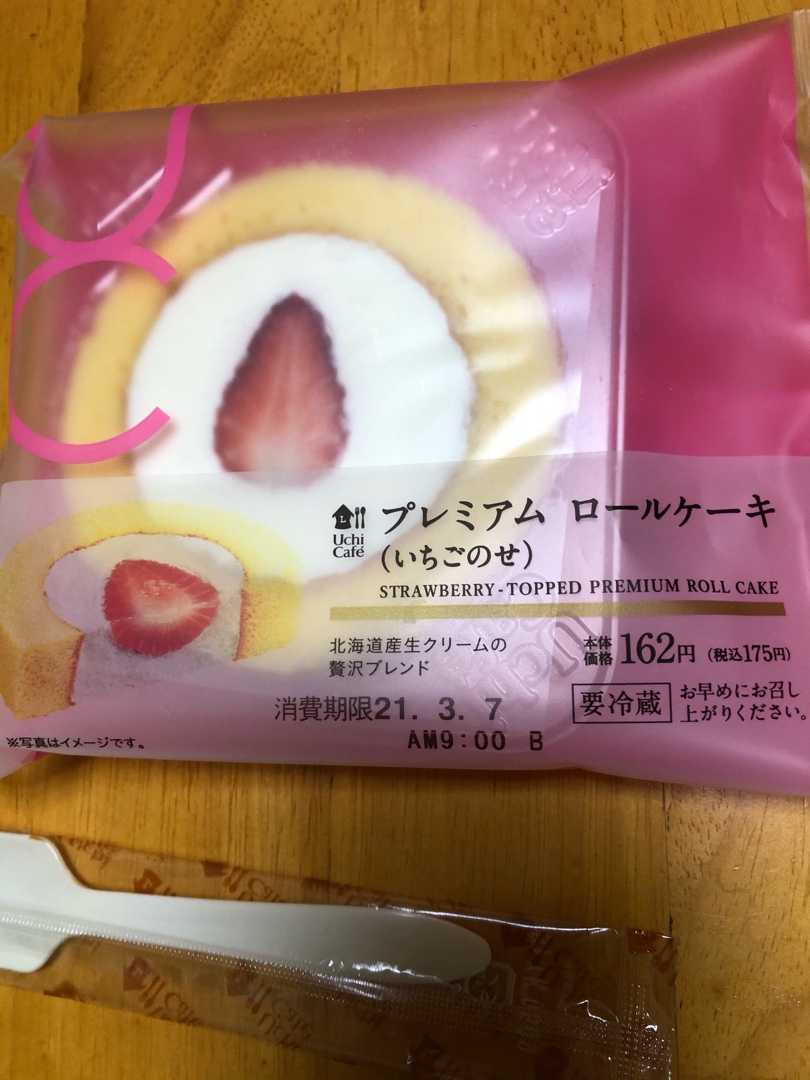 Uchi
Café
プレミアム ロールケーキ
(いちごのせ)
STRAWBERRY-TOPPED PREMIUM ROLL CAKE
北海道産生クリームの
贅沢ブレンド
本体
価格 162円 (税込175円)
消費期限21. 3. 7
AM9:00 B
要冷蔵
お早めにお召し
上がりください。
※写真はイメージです。